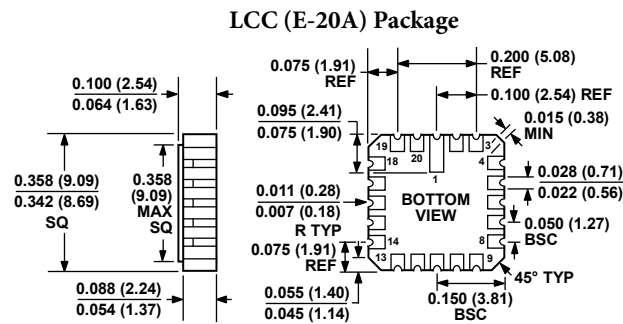 LCC (E-20A) Package
0.075 (1.91)
REF
0.200 (5.08)
REF
0.100 (2.54) REF
0.100 (2.54)
0.064 (1.63)
0.095 (2.41)
0.075 (1.90)
0.015 (0.38)
MIN
19
20
3
18
4
1
0.358 (9.09)
0.342 (8.69)
SQ
0.358
(9.09)
MAX
SQ
0.011 (0.28)
0.007 (0.18)
R TYP
BOTTOM
VIEW
0.028 (0.71)
0.022 (0.56)
0.050 (1.27)
BSC
0.075 (1.91)
REF
14
8
13
9
45° TYP
0.088 (2.24)
0.054 (1.37)
0.055 (1.40)
0.045 (1.14)
0.150 (3.81)
BSC